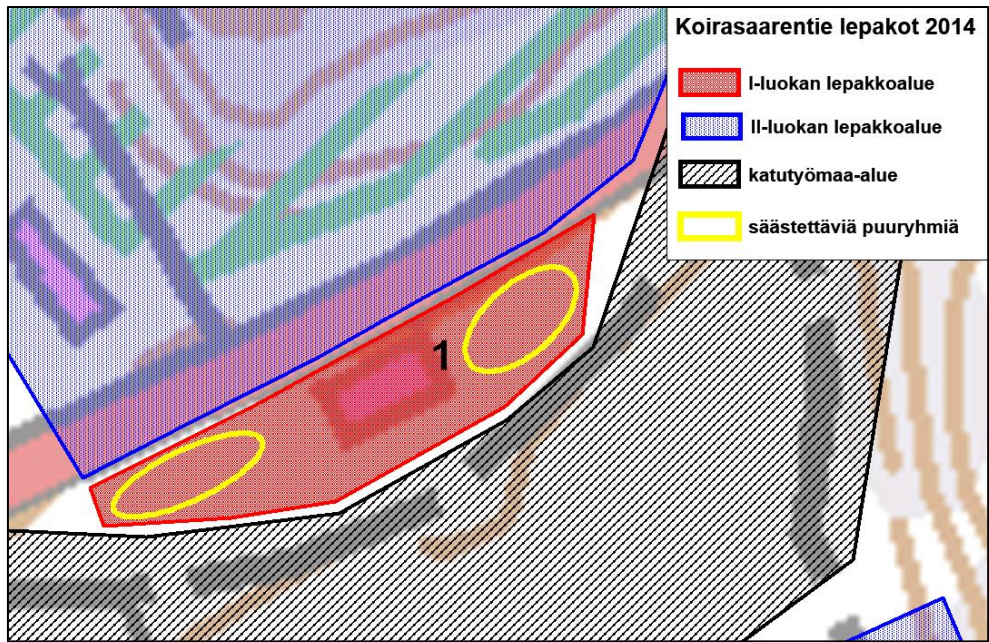 Koirasaarentie lepakot 2014
I-luokan lepakkoalue
II-luokan lepakkoalue
katutyömaa-alue
säästettäviä puuryhmiä
1